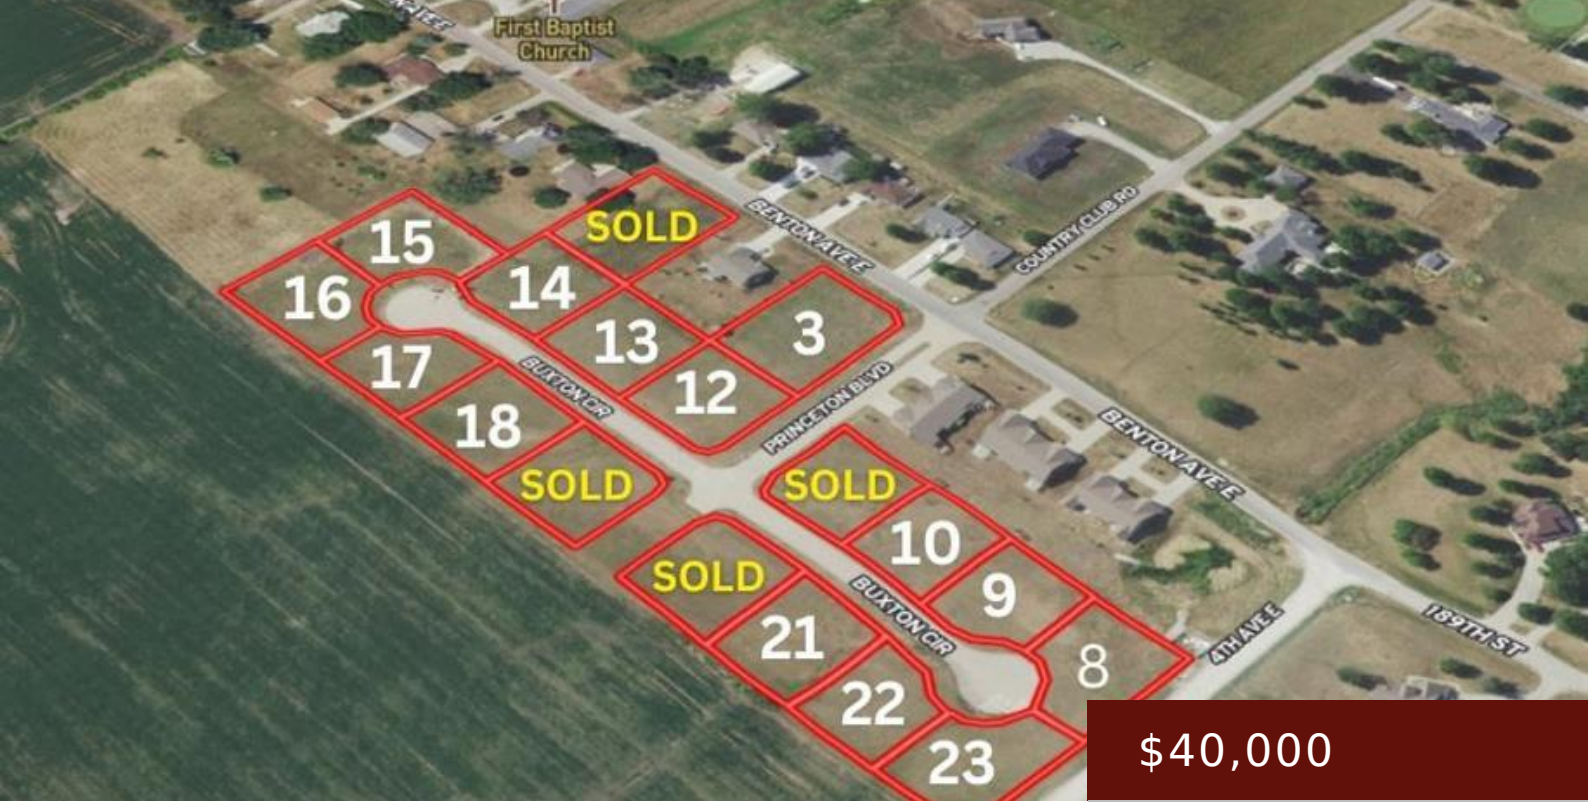 First Baptist
Church
SOLD
BENTON AVE E
COUNTRY CLUB RD
15
14
16
13
3
17
12
BUXTON CIR
PRINCETON BLVD
18
SOLD
SOLD
BENTON AVE E
10
SOLD
9
BUXTON CIR
21
8
4TH AVE E
189TH ST
22
23
$40,000